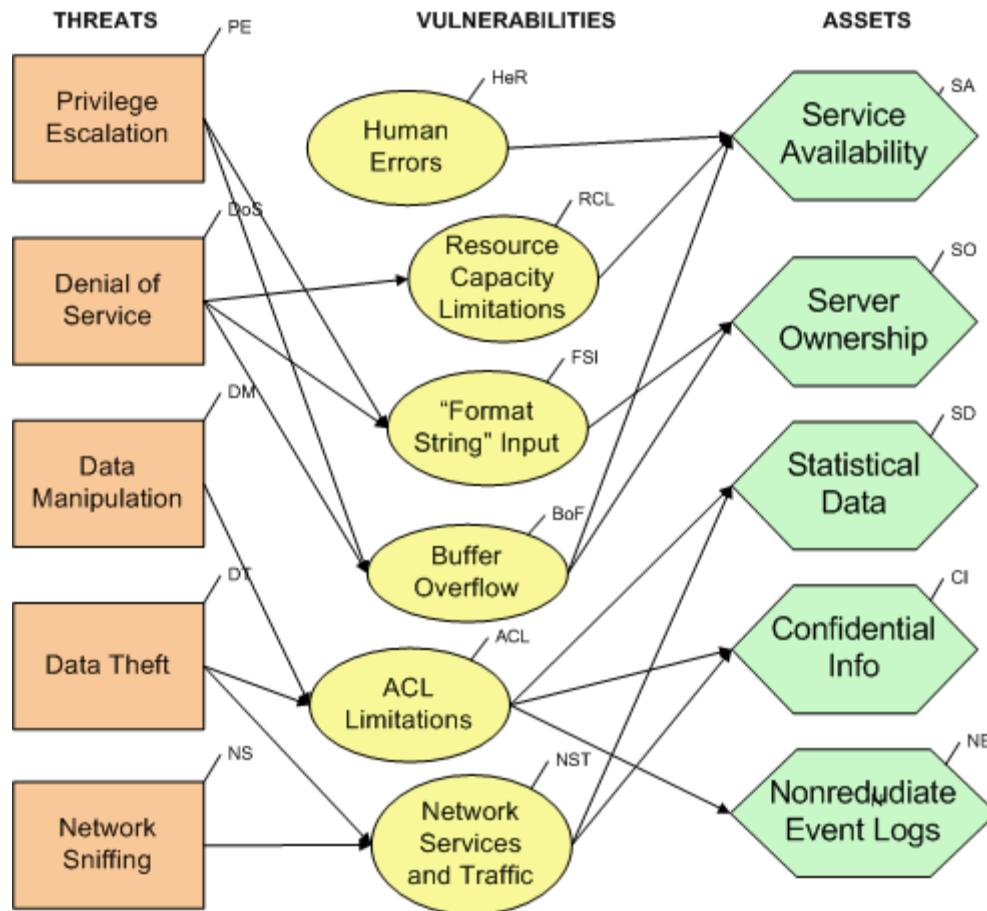 THREATS
VULNERABILITIES
ASSETS
PE
Privilege
Escalation
HeR
Human
Errors
SA
Service
Availability
DoS
Denial of
Service
RCL
Resource
Capacity
Limitations
SO
Server
Ownership
DM
Data
Manipulation
FSI
“Format
String” Input
SD
Statistical
Data
BoF
Buffer
Overflow
DT
Data Theft
ACL
ACL
Limitations
CI
Confidential
Info
NS
Network
Sniffing
NST
Network
Services
and Traffic
NE
Nonredudiate
Event Logs